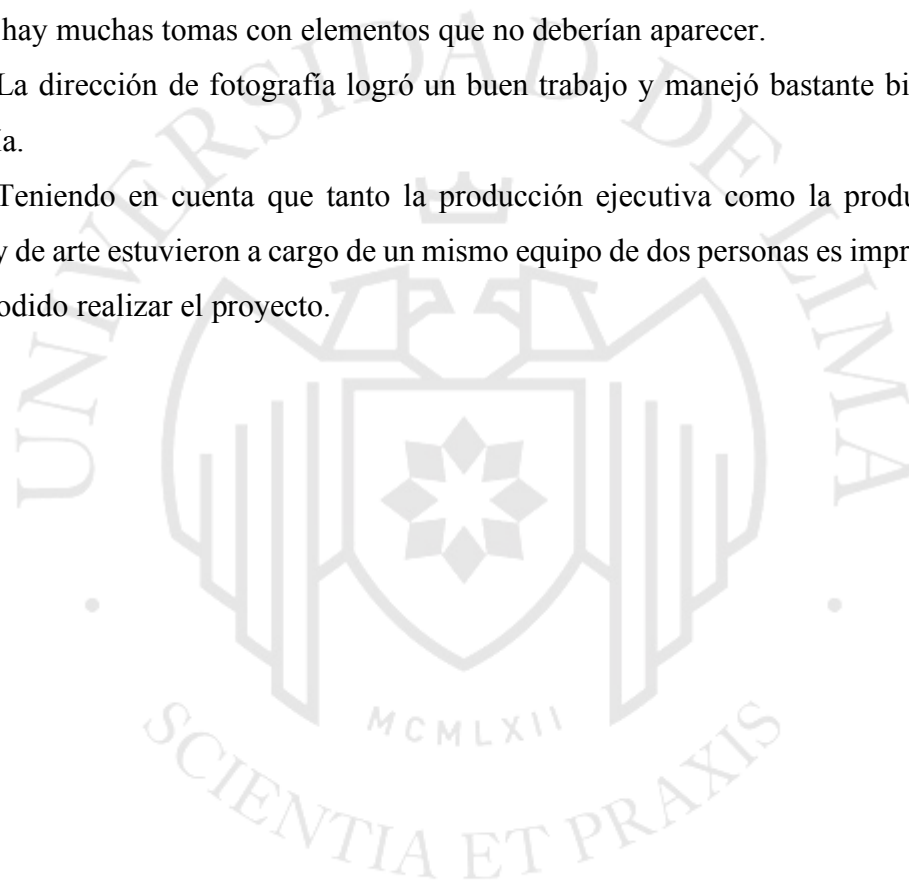 hay muchas tomas con elementos que no deberían aparecer.
La dirección de fotografía logró un buen trabajo y manejó bastante
Teniendo en cuenta que tanto la producción ejecutiva como la
y de arte estuvieron a cargo de un mismo equipo de dos personas es
realizar el proyecto.
UNIVERSIDAD DE LIMA
MCMLXII
SCIENTIA ET PRAXIS